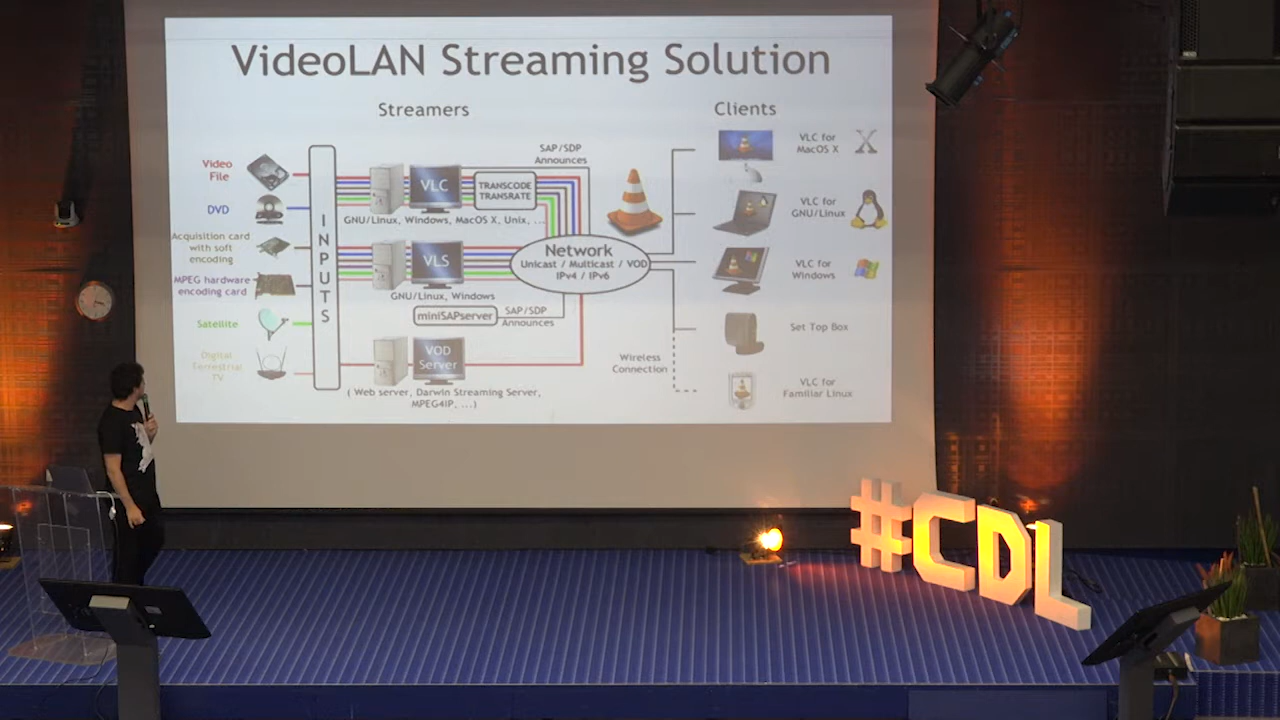 VideoLAN Streaming Solution
Streamers
Clients
Video
File
DVD
Acquisition card
with soft
encoding
MPEG hardware
encoding card
Satellite
Digital
Terrestrial
TV
INPUTS
VLC
TRANSCODE
TRANSRATE
SAP/SDP
Announces
GNU/Linux, Windows, MacOS X, Unix, ...
VLS
GNU/Linux, Windows
miniSAPserver
SAP/SDP
Announces
VOD
Server
( Web server, Darwin Streaming Server,
MPEG4IP, ...)
Network
Unicast / Multicast / VOD
IPv4 / IPv6
Wireless
Connection
VLC for
MacOS X
VLC for
GNU/Linux
VLC for
Windows
Set Top Box
VLC for
Familiar Linux
#CDL